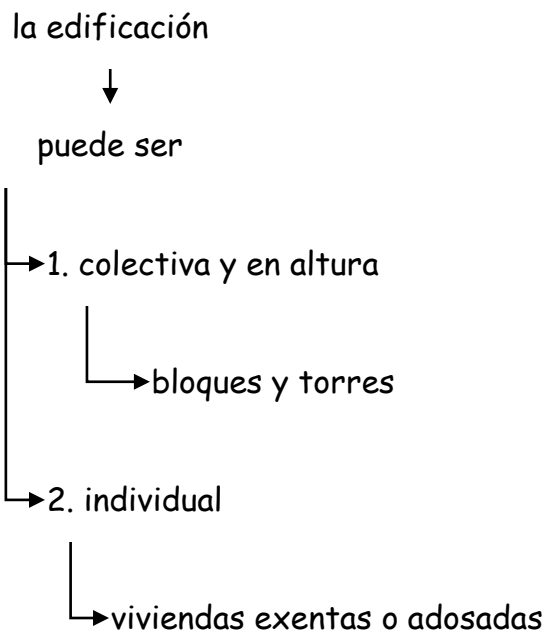 la edificación
puede ser
1. colectiva y en altura
bloques y torres
2. individual
viviendas exentas o adosadas